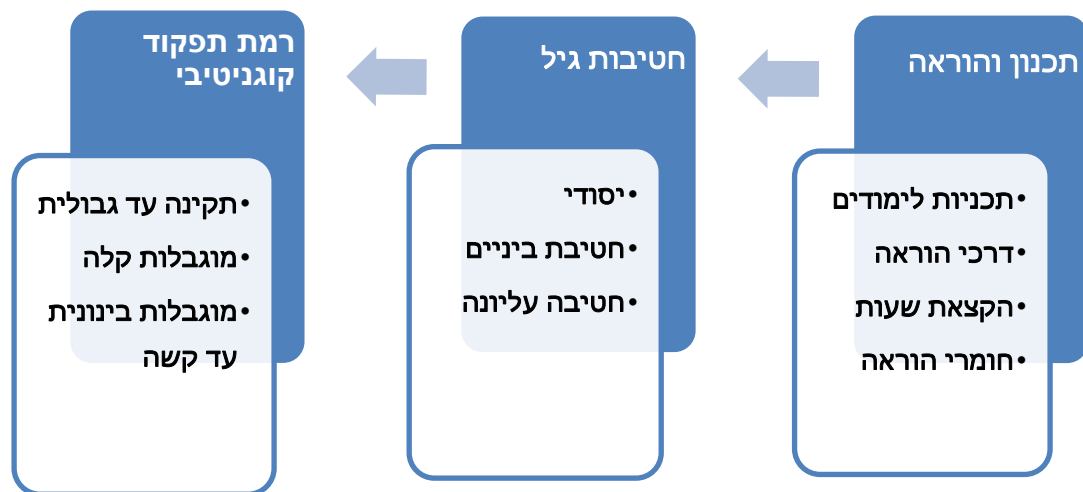 תכנון והוראה
•תכניות לימודים
•דרכי הוראה
•הקצאת שעות
•חומרי הוראה
חטיבות גיל
•יסודי
•חטיבת ביניים
•חטיבה עליונה
רמת תפקוד
קוגניטיבי
•תקינה עד גבולית
•מוגבלות קלה
•מוגבלות בינונית
עד קשה